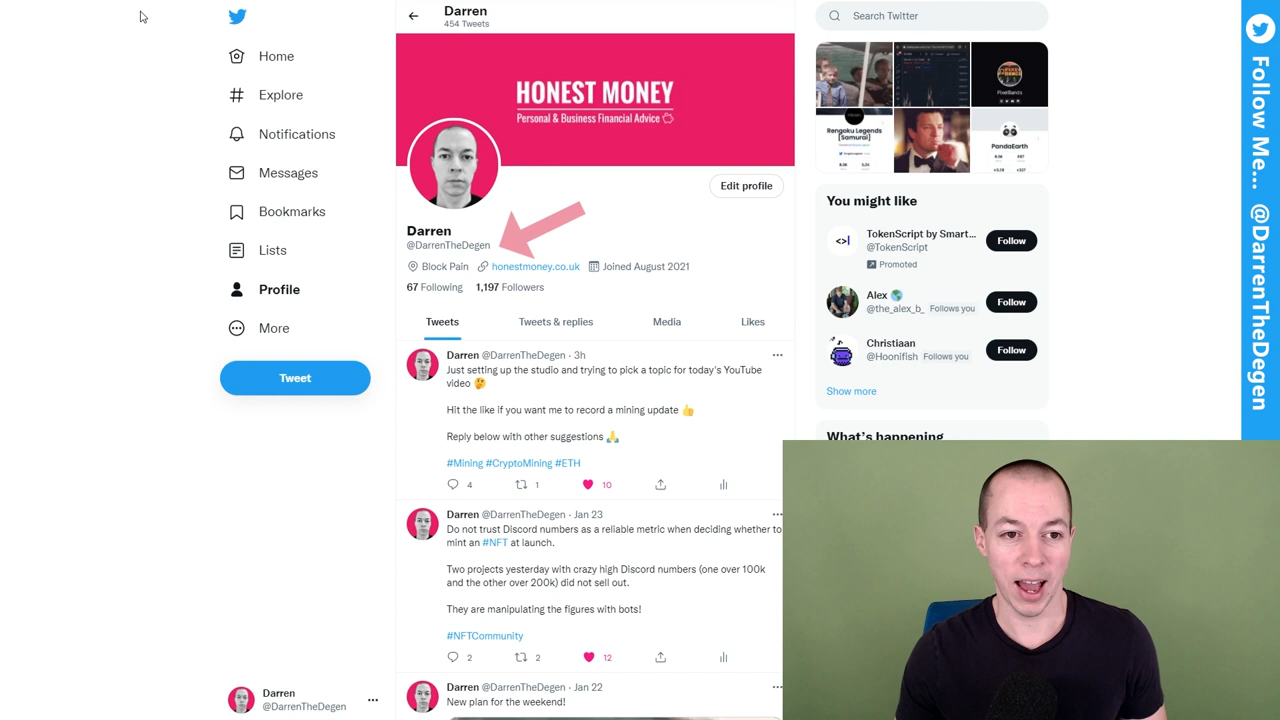 Darren
454 Tweets
Search Twitter
Home
Explore
Notifications
Messages
Bookmarks
Lists
Profile
More
Tweet
HONEST MONEY
Personal & Business Financial Advice
Edit profile
Darren
@DarrenTheDegen
Block Pain honestmoney.co.uk Joined August 2021
67 Following 1,197 Followers
Tweets Tweets & replies Media Likes
Darren @DarrenTheDegen · 3h
Just setting up the studio and trying to pick a topic for today's YouTube
video 🤔
Hit the like if you want me to record a mining update 👍
Reply below with other suggestions 🙏
#Mining #CryptoMining #ETH
4 1 10
Darren @DarrenTheDegen · Jan 23
Do not trust Discord numbers as a reliable metric when deciding whether to
mint an #NFT at launch.
Two projects yesterday with crazy high Discord numbers (one over 100k
and the other over 200k) did not sell out.
They are manipulating the figures with bots!
#NFTCommunity
2 2 12
Darren @DarrenTheDegen · Jan 22
New plan for the weekend!
PixelBands
Rengoku Legends
[Samurai]
PandaEarth
You might like
TokenScript by Smart...
@TokenScript
Promoted
Follow
Alex 🌎
@the_alex_b_ Follows you
Follow
Christiaan
@Hoonifish Follows you
Follow
Show more
What's happening
Darren
@DarrenTheDegen
Follow Me... @DarrenTheDegen